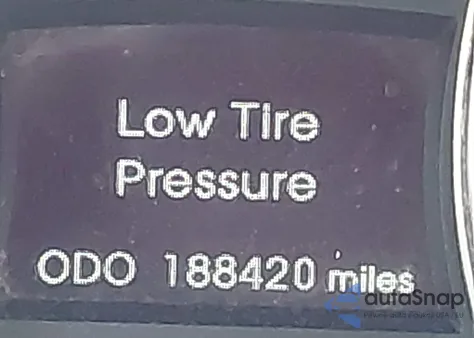 Low Tire
Pressure
ODO 188420 miles
autoSnap